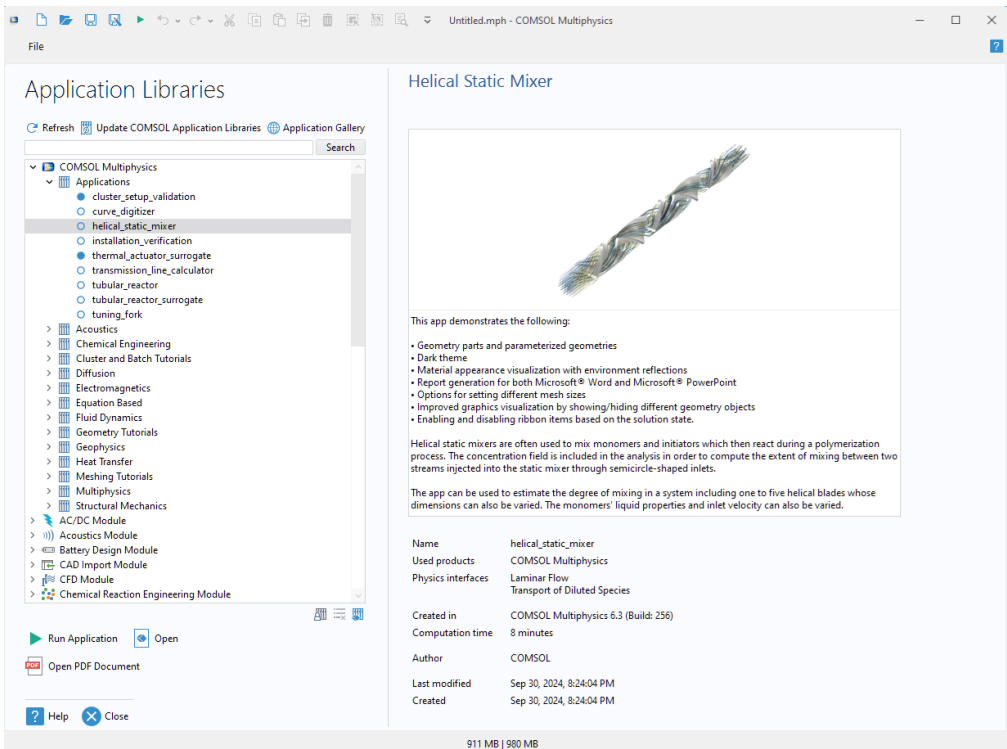 Untitled.mph - COMSOL Multiphysics
File
?
Application Libraries
Refresh Update COMSOL Application Libraries Application Gallery
Search
COMSOL Multiphysics
Applications
cluster_setup_validation
curve_digitizer
helical_static_mixer
installation_verification
thermal_actuator_surrogate
transmission_line_calculator
tubular_reactor
tubular_reactor_surrogate
tuning_fork
Acoustics
Chemical Engineering
Cluster and Batch Tutorials
Diffusion
Electromagnetics
Equation Based
Fluid Dynamics
Geometry Tutorials
Geophysics
Heat Transfer
Meshing Tutorials
Multiphysics
Structural Mechanics
AC/DC Module
Acoustics Module
Battery Design Module
CAD Import Module
CFD Module
Chemical Reaction Engineering Module
Run Application Open
PDF Open PDF Document
? Help Close
Helical Static Mixer
This app demonstrates the following:
• Geometry parts and parameterized geometries
• Dark theme
• Material appearance visualization with environment reflections
• Report generation for both Microsoft® Word and Microsoft® PowerPoint
• Options for setting different mesh sizes
• Improved graphics visualization by showing/hiding different geometry objects
• Enabling and disabling ribbon items based on the solution state.
Helical static mixers are often used to mix monomers and initiators which then react during a polymerization
process. The concentration field is included in the analysis in order to compute the extent of mixing between two
streams injected into the static mixer through semicircle-shaped inlets.
The app can be used to estimate the degree of mixing in a system including one to five helical blades whose
dimensions can also be varied. The monomers' liquid properties and inlet velocity can also be varied.
Name helical_static_mixer
Used products COMSOL Multiphysics
Physics interfaces Laminar Flow
Transport of Diluted Species
Created in COMSOL Multiphysics 6.3 (Build: 256)
Computation time 8 minutes
Author COMSOL
Last modified Sep 30, 2024, 8:24:04 PM
Created Sep 30, 2024, 8:24:04 PM
911 MB | 980 MB